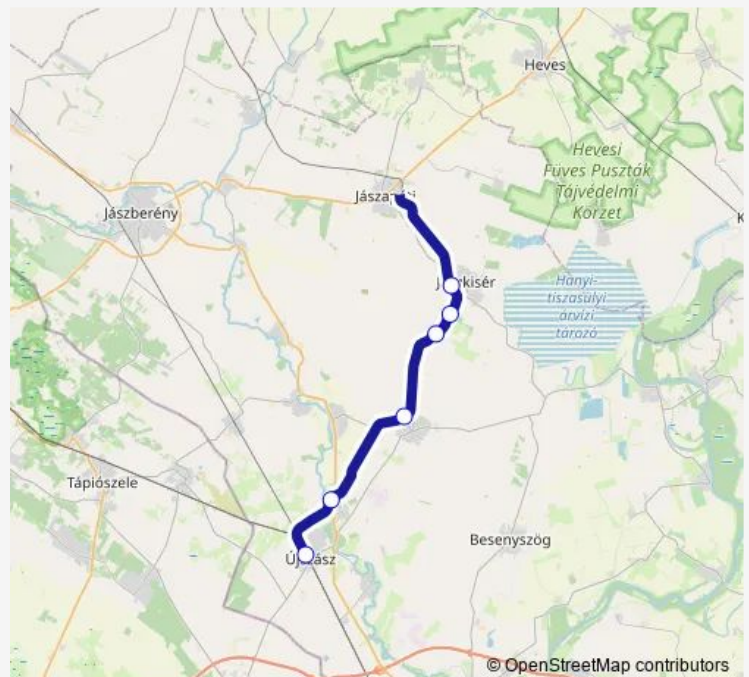 Heves
Hevesi
Füves Puszták
Tájvédelmi
Körzet
Jászberény
K
Hanyi-
tiszasülyi
árvízi
tározó
Tápiószele
Besenyszög
© OpenStreetMap contributors